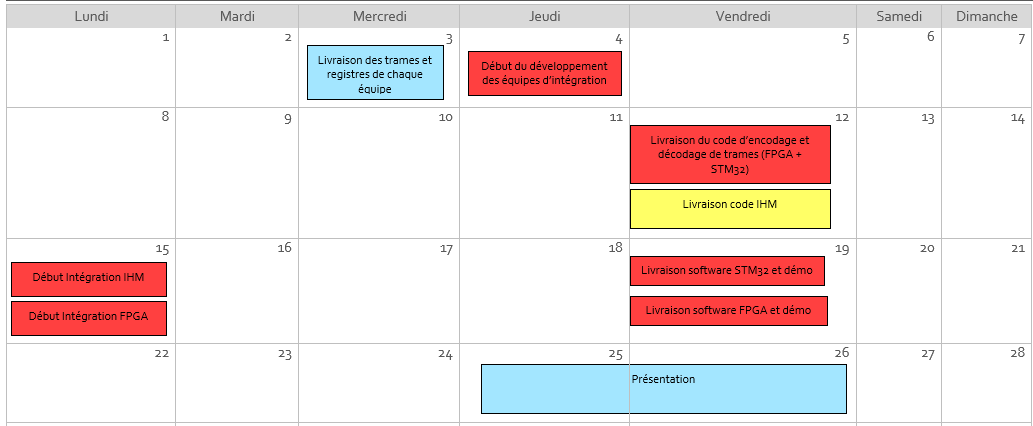 Lundi Mardi Mercredi Jeudi Vendredi Samedi Dimanche
1 2 3 4 5 6 7
Livraison des trames et
registres de chaque
équipe
Début du développement
des équipes d'intégration
8 9 10 11 12 13 14
Livraison du code d'encodage et
décodage de trames (FPGA +
STM32)
Livraison code IHM
15 16 17 18 19 20 21
Début Intégration IHM
Début Intégration FPGA
Livraison software STM32 et démo
Livraison software FPGA et démo
22 23 24 25 26 27 28
Présentation